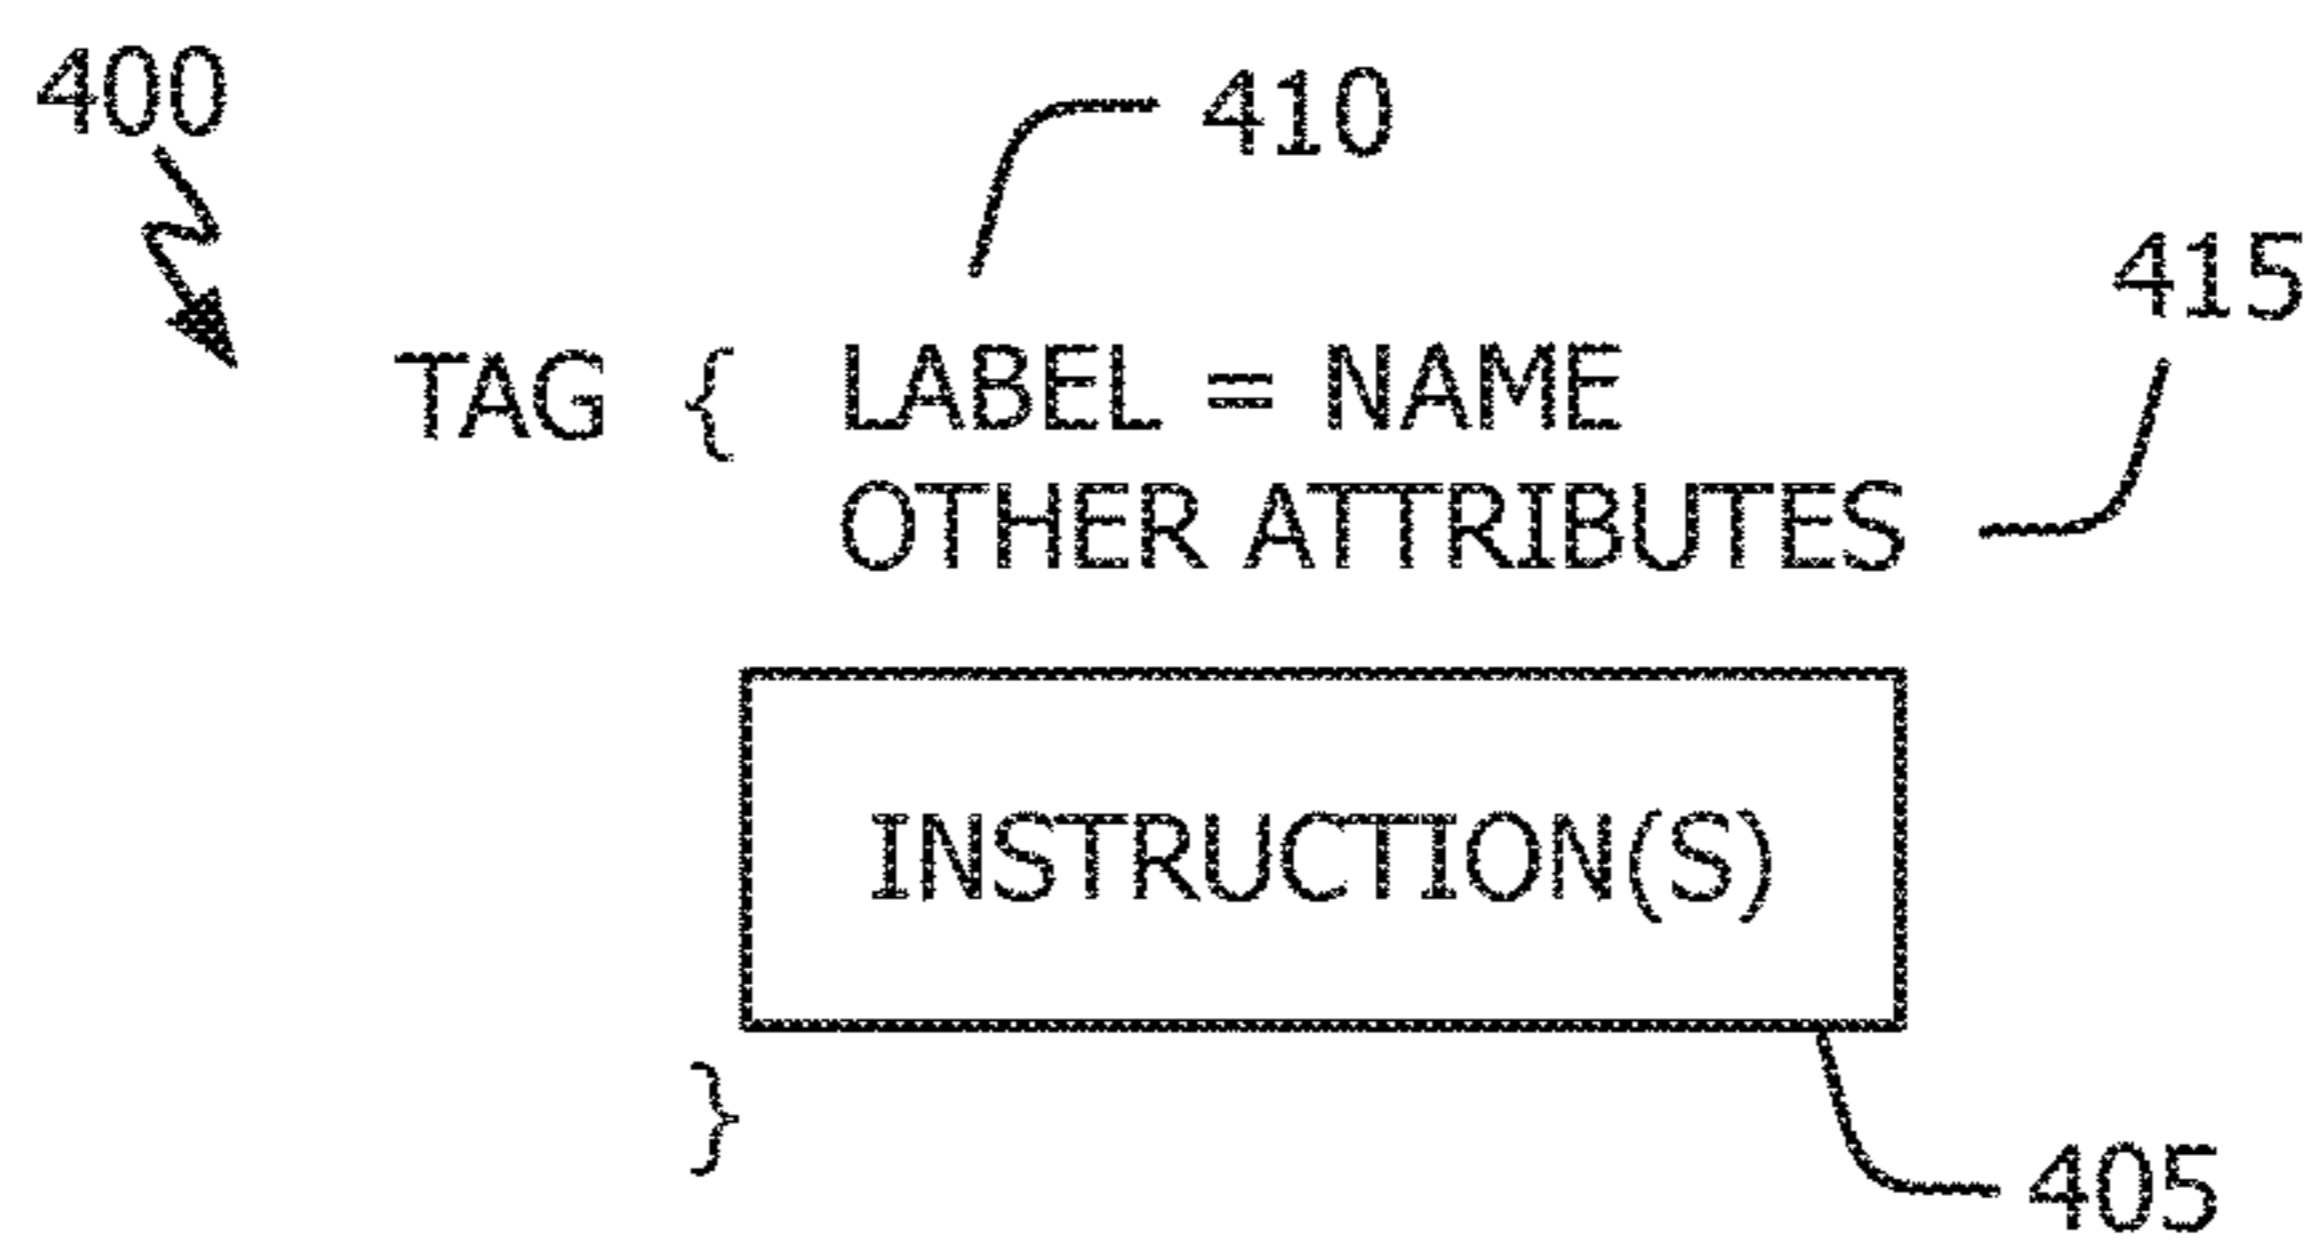 400
410
415
TAG { LABEL = NAME
OTHER ATTRIBUTES
INSTRUCTION(S)
}
405